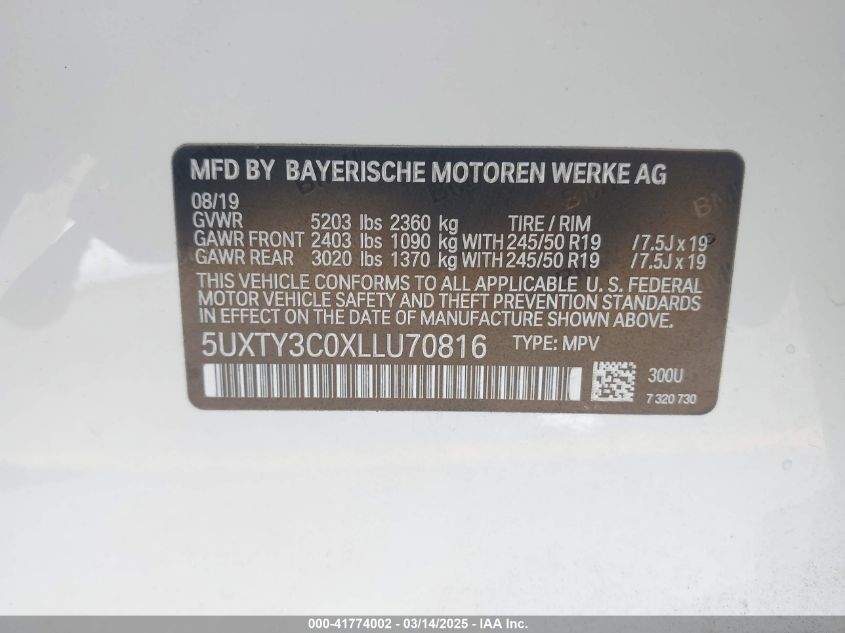 MFD BY BAYERISCHE MOTOREN WERKE AG
08/19
GVWR 5203 lbs 2360 kg TIRE / RIM
GAWR FRONT 2403 lbs 1090 kg WITH 245/50 R19 /7.5J x 19
GAWR REAR 3020 lbs 1370 kg WITH 245/50 R19 /7.5J x 19
THIS VEHICLE CONFORMS TO ALL APPLICABLE U. S. FEDERAL
MOTOR VEHICLE SAFETY AND THEFT PREVENTION STANDARDS
IN EFFECT ON THE DATE OF MANUFACTURE SHOWN ABOVE.
5UXTY3C0XLLU70816 TYPE: MPV
300U
7 320 730
000-41774002 / 03/14/2025 - IAA Inc.